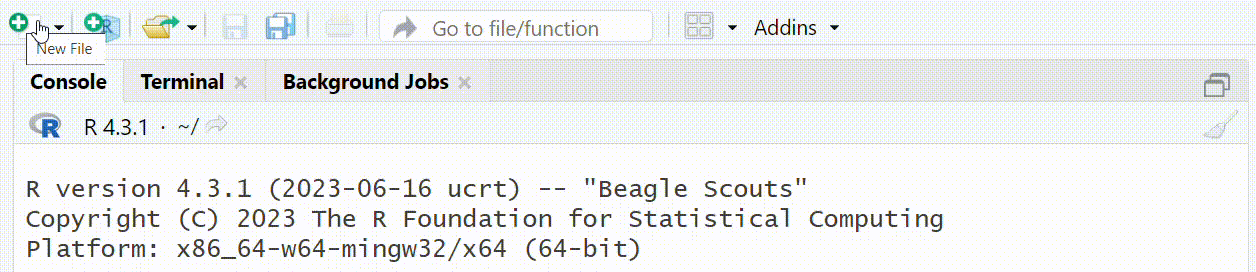 Go to file/function
Addins
New File
Console
Terminal
Background Jobs
R
R 4.3.1 · ~/
R version 4.3.1 (2023-06-16 ucrt) -- "Beagle Scouts"
Copyright (C) 2023 The R Foundation for Statistical Computing
Platform: x86_64-w64-mingw32/x64 (64-bit)